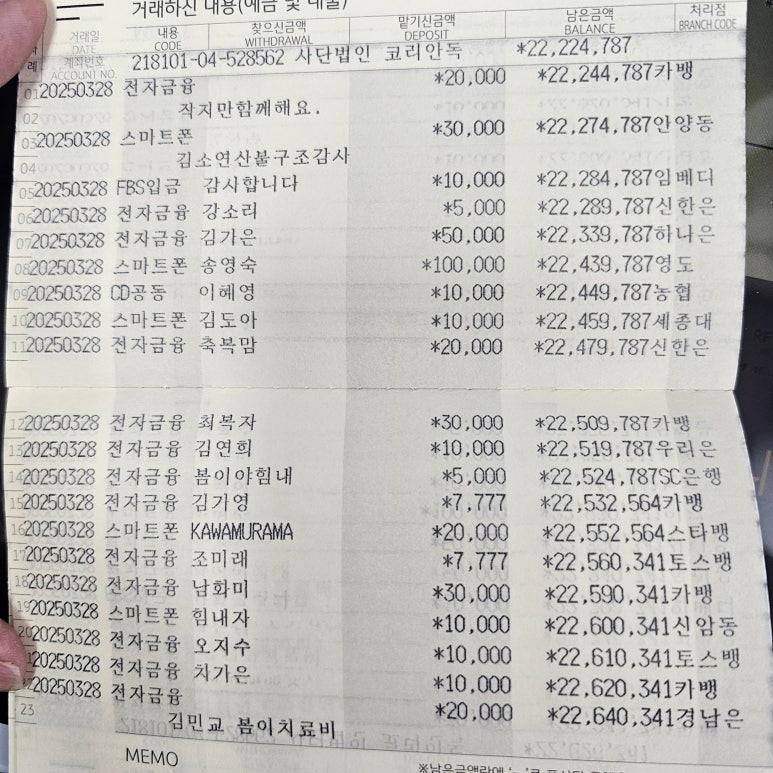 거래하신 내용(예금 및 대출)
거래일 DATE 내용 CODE 찾으신금액 WITHDRAWAL 맡기신금액 DEPOSIT 남은금액 BALANCE 처리점 BRANCH CODE
계좌번호 ACCOUNT NO. 218101-04-528562 사단법인 코리안독 *22,224,787
01 20250328 전자금융 *20,000 *22,244,787카뱅
02 작지만함께해요.
03 20250328 스마트폰 *30,000 *22,274,787안양동
04 김소연산불구조감사
05 20250328 FBS입금 감사합니다 *10,000 *22,284,787임베디
06 20250328 전자금융 강소리 *5,000 *22,289,787신한은
07 20250328 전자금융 김가은 *50,000 *22,339,787하나은
08 20250328 스마트폰 송영숙 *100,000 *22,439,787영도
09 20250328 CD공동 이혜영 *10,000 *22,449,787농협
10 20250328 스마트폰 김도아 *10,000 *22,459,787세종대
11 20250328 전자금융 축복맘 *20,000 *22,479,787신한은
12 20250328 전자금융 최복자 *30,000 *22,509,787카뱅
13 20250328 전자금융 김연희 *10,000 *22,519,787우리은
14 20250328 전자금융 봄이야힘내 *5,000 *22,524,787SC은행
15 20250328 전자금융 김가영 *7,777 *22,532,564카뱅
16 20250328 스마트폰 KAWAMURAMA *20,000 *22,552,564스타뱅
17 20250328 전자금융 조미래 *7,777 *22,560,341토스뱅
18 20250328 전자금융 남화미 *30,000 *22,590,341카뱅
19 20250328 스마트폰 힘내자 *10,000 *22,600,341신암동
20 20250328 전자금융 오지수 *10,000 *22,610,341토스뱅
20250328 전자금융 차가은 *10,000 *22,620,341카뱅
20250328 전자금융 *20,000 *22,640,341경남은
23 김민교 봄이치료비
MEMO
※남은금액란에